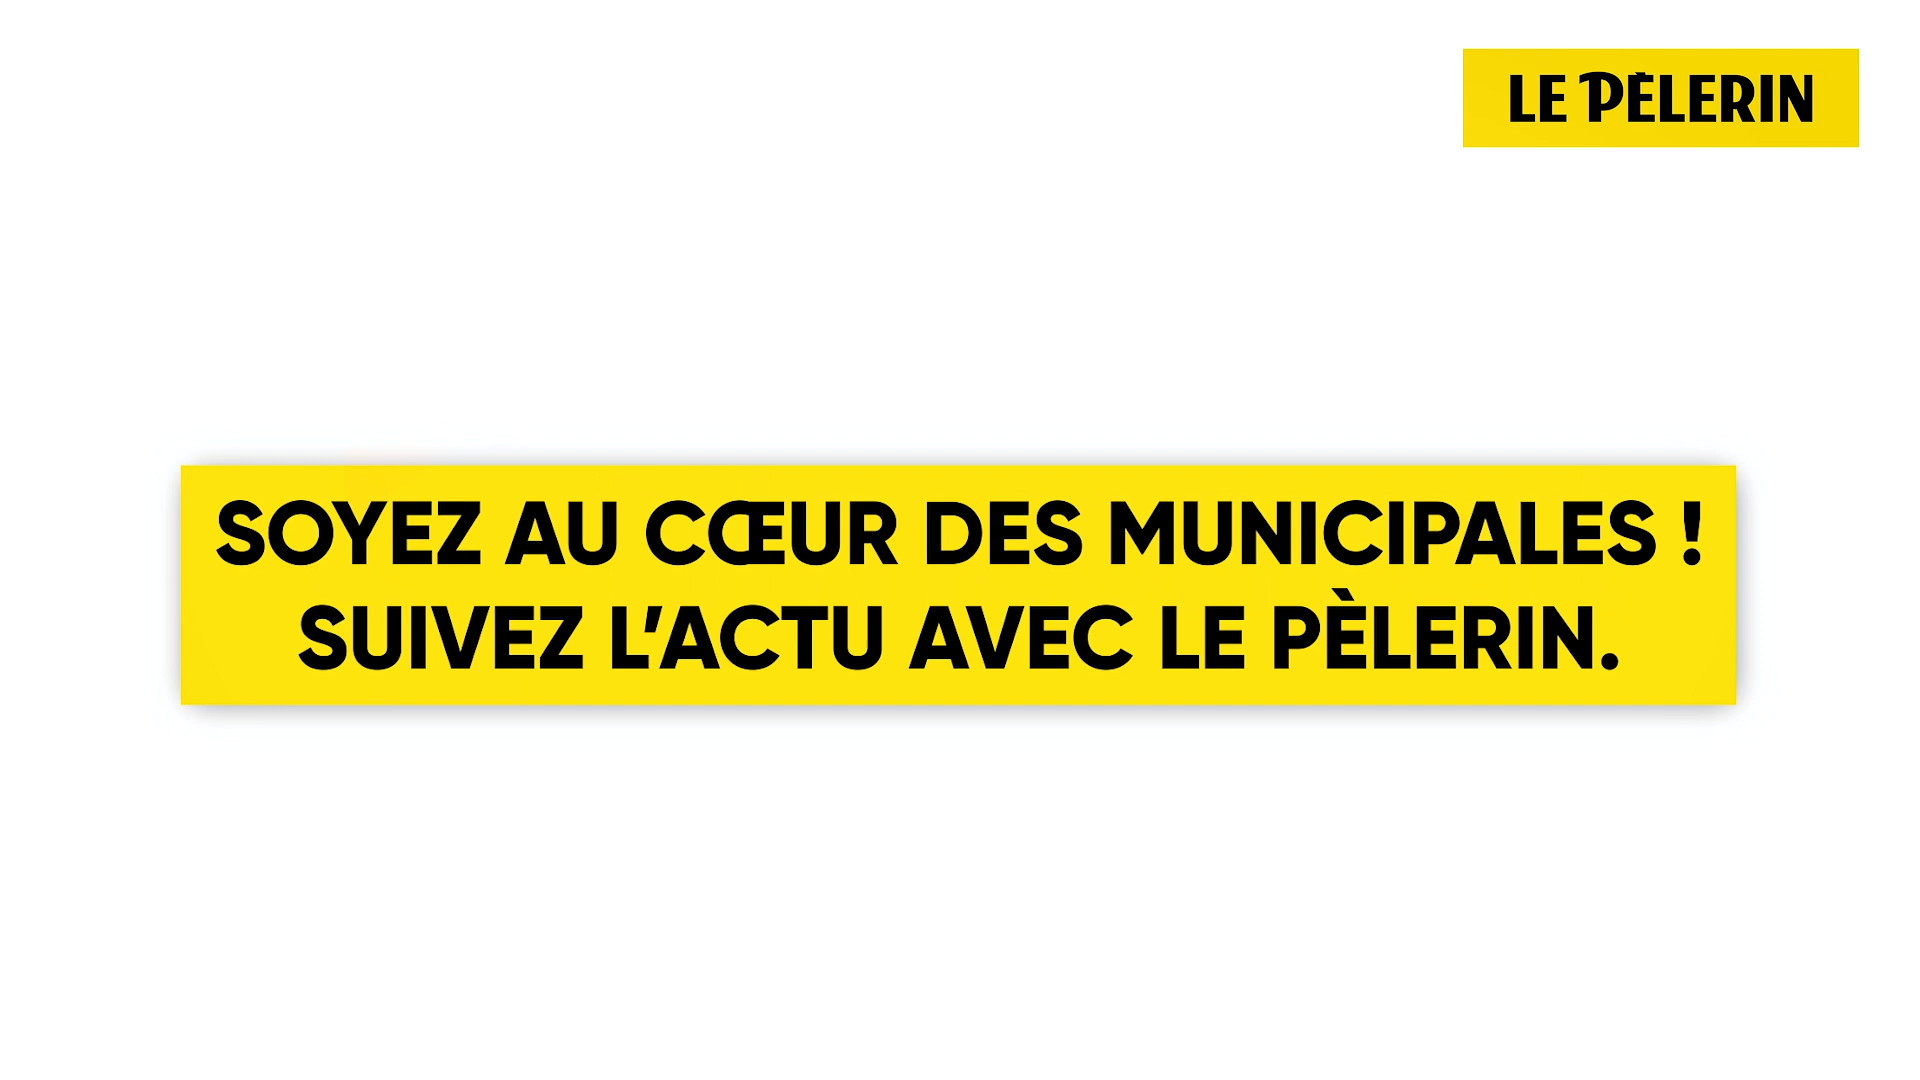 LE PÈLERIN
SOYEZ AU CŒUR DES MUNICIPALES !
SUIVEZ L’ACTU AVEC LE PÈLERIN.